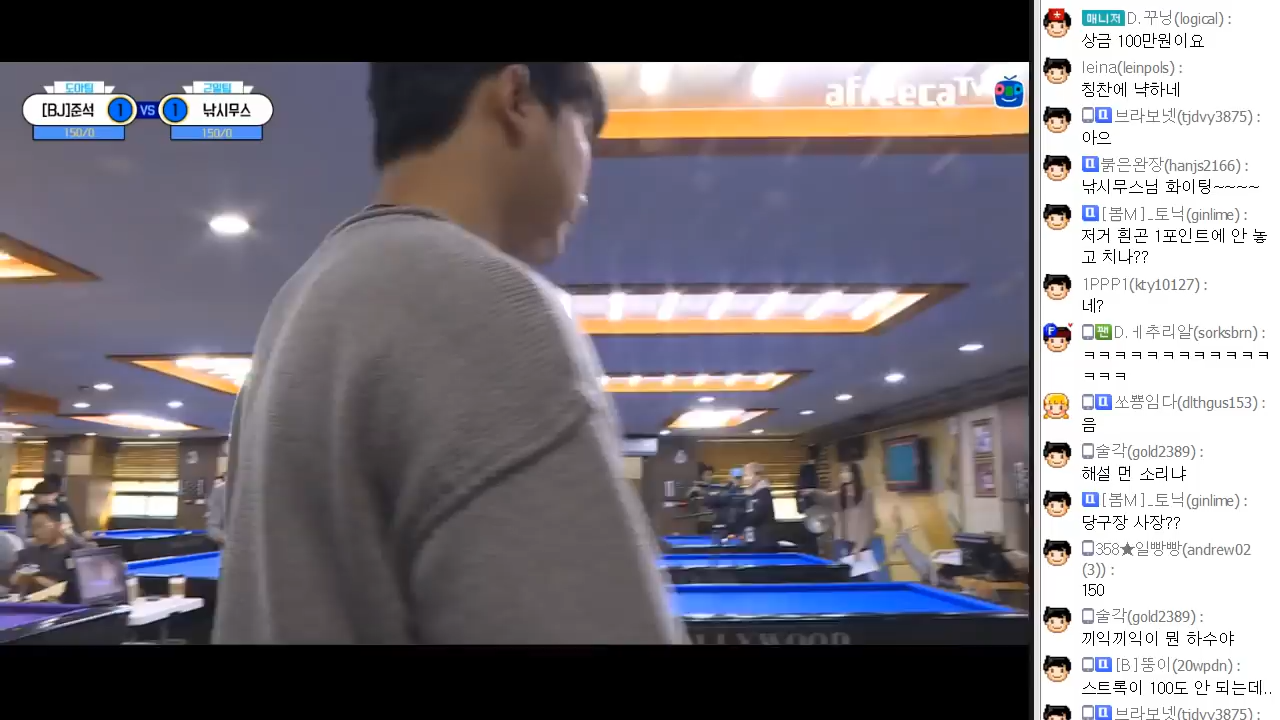 도마팀
[BJ]준석 1 VS 1 낚시무스
근일팀
150/0
150/0
afreecaTV
LLYWOOD
매니저 D. 꾸닝(logical) :
상금 100만원이요
leina(leinpols) :
칭찬에 냑하네
브라보넷(tjdvy3875) :
아으
붉은완장(hanjs2166) :
낚시무스님 화이팅~~~~
[봄M]_토닉(ginlime) :
저거 흰곤 1포인트에 안 놓
고 치나??
1PPP1(kty10127) :
네?
팬 D. ㅔ추리알(sorksbrn) :
ㅋㅋㅋㅋㅋㅋㅋㅋㅋㅋㅋㅋ
ㅋㅋㅋ
쏘뿅임다(dlthgus153) :
음
술각(gold2389) :
해설 먼 소리냐
[봄M]_토닉(ginlime) :
당구장 사장??
358★일빵빵(andrew02
(3)) :
150
술각(gold2389) :
끼익끼익이 뭔 하수야
[B]뚱이(20wpdn) :
스트록이 100도 안 되는데..
브라보넷(tjdvy3875) :